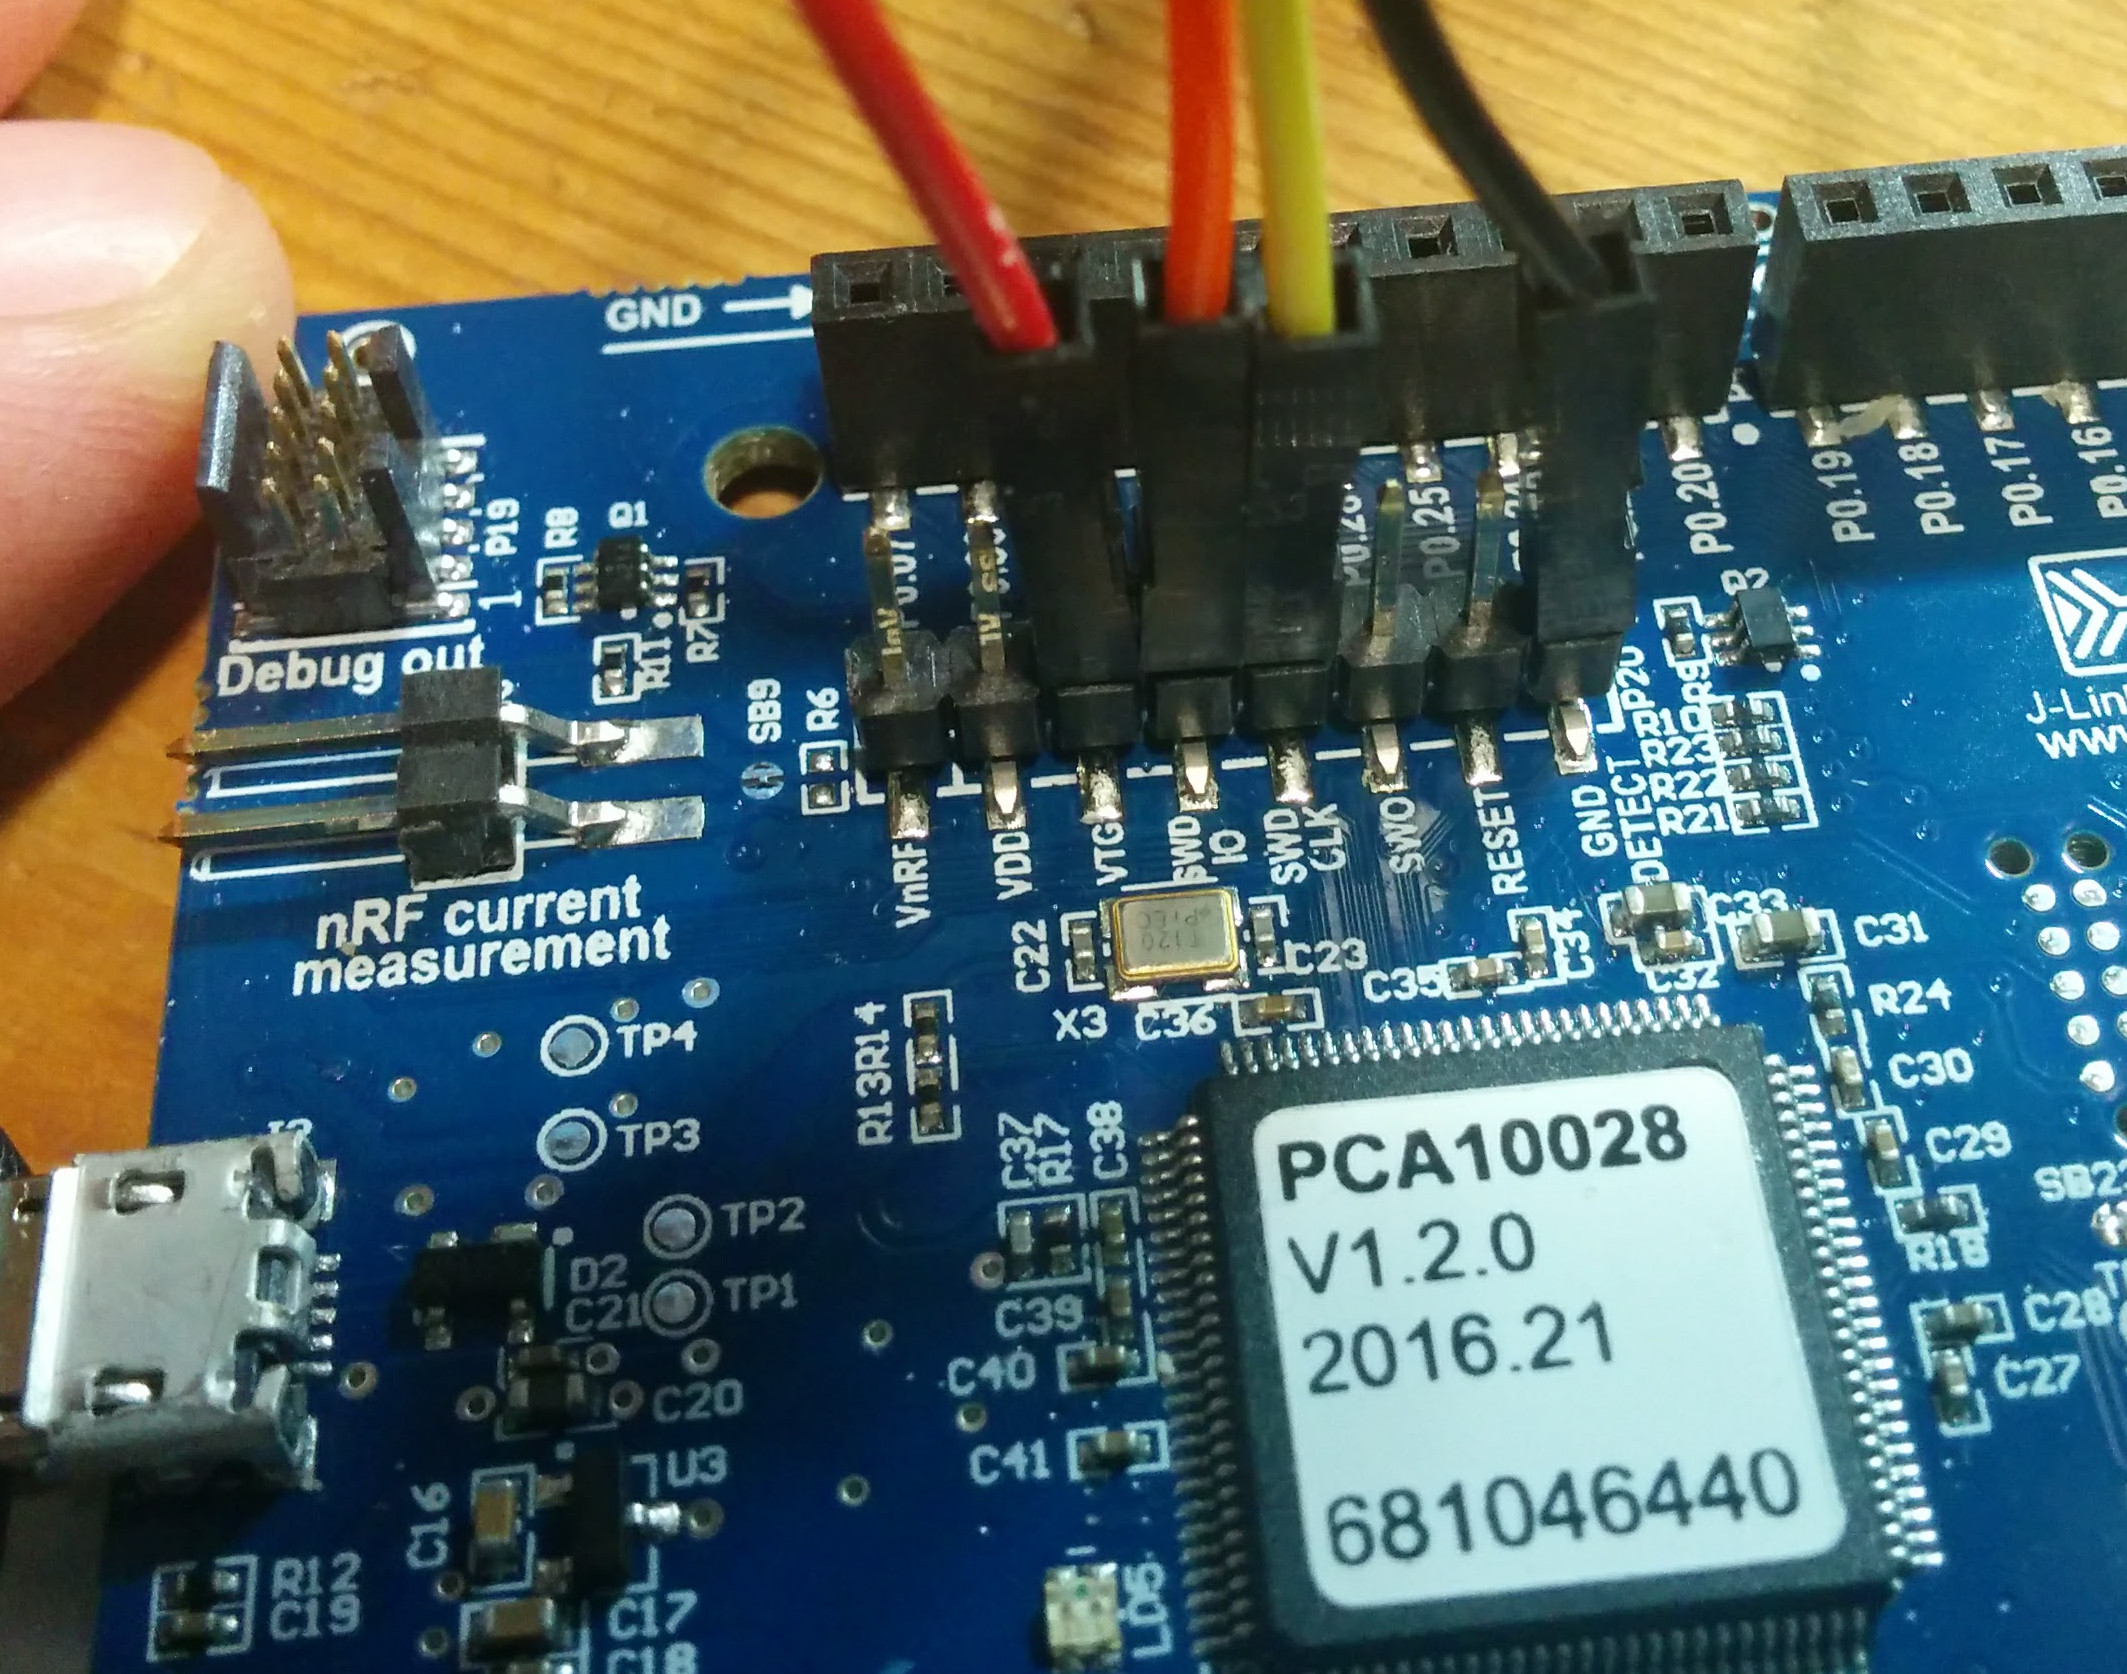 GND
P19
1
R8
Q1
R7
R11
Debug out
SB9
R6
P0.25
P0.20
P0.19
P0.18
P0.17
P0.16
P20
R9
R23
R22
R21
J-Lin
www
VnRF
VDD
VTG
SWD
IO
SWD
CLK
SWO
RESET
GND
DETECT
nRF current
measurement
C22
C23
X3
C36
C35
C34
C33
C32
C31
R24
C30
C29
R18
C28
C27
TP4
TP3
TP2
TP1
R13R14
C37
R17
C38
C39
C40
C41
D2
C21
C20
U3
C16
C17
C18
R12
C19
LD5
PCA10028
V1.2.0
2016.21
681046440